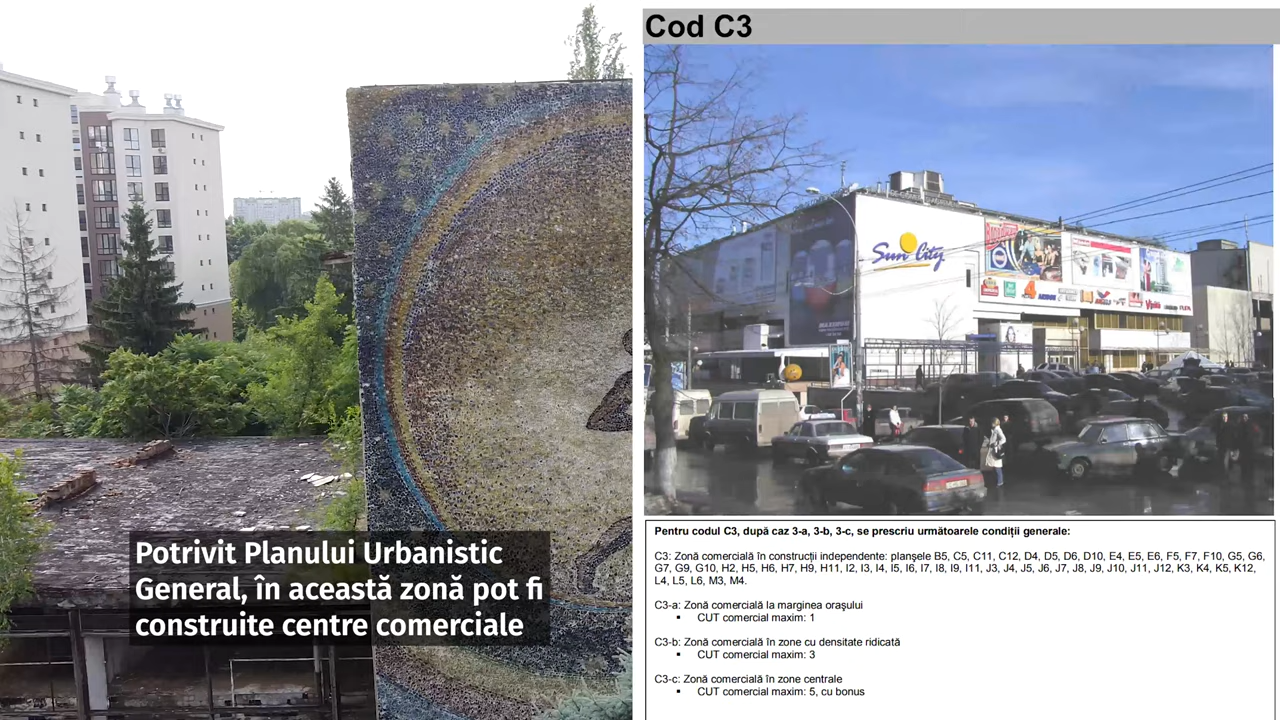 Potrivit Planului Urbanistic
General, în această zonă pot fi
construite centre comerciale
Cod C3
Sun City
Pentru codul C3, după caz 3-a, 3-b, 3-c, se prescriu următoarele condiții generale:
C3: Zonă comercială în construcții independente: planşele B5, C5, C11, C12, D4, D5, D6, D10, E4, E5, E6, F5, F7, F10, G5, G6,
G7, G9, G10, H2, H5, H6, H7, H9, H11, I2, I3, I4, I5, I6, I7, I8, I9, I11, J3, J4, J5, J6, J7, J8, J9, J10, J11, J12, K3, K4, K5, K12,
L4, L5, L6, M3, M4.
C3-a: Zonă comercială la marginea oraşului
▪ CUT comercial maxim: 1
C3-b: Zonă comercială în zone cu densitate ridicată
▪ CUT comercial maxim: 3
C3-c: Zonă comercială în zone centrale
▪ CUT comercial maxim: 5, cu bonus